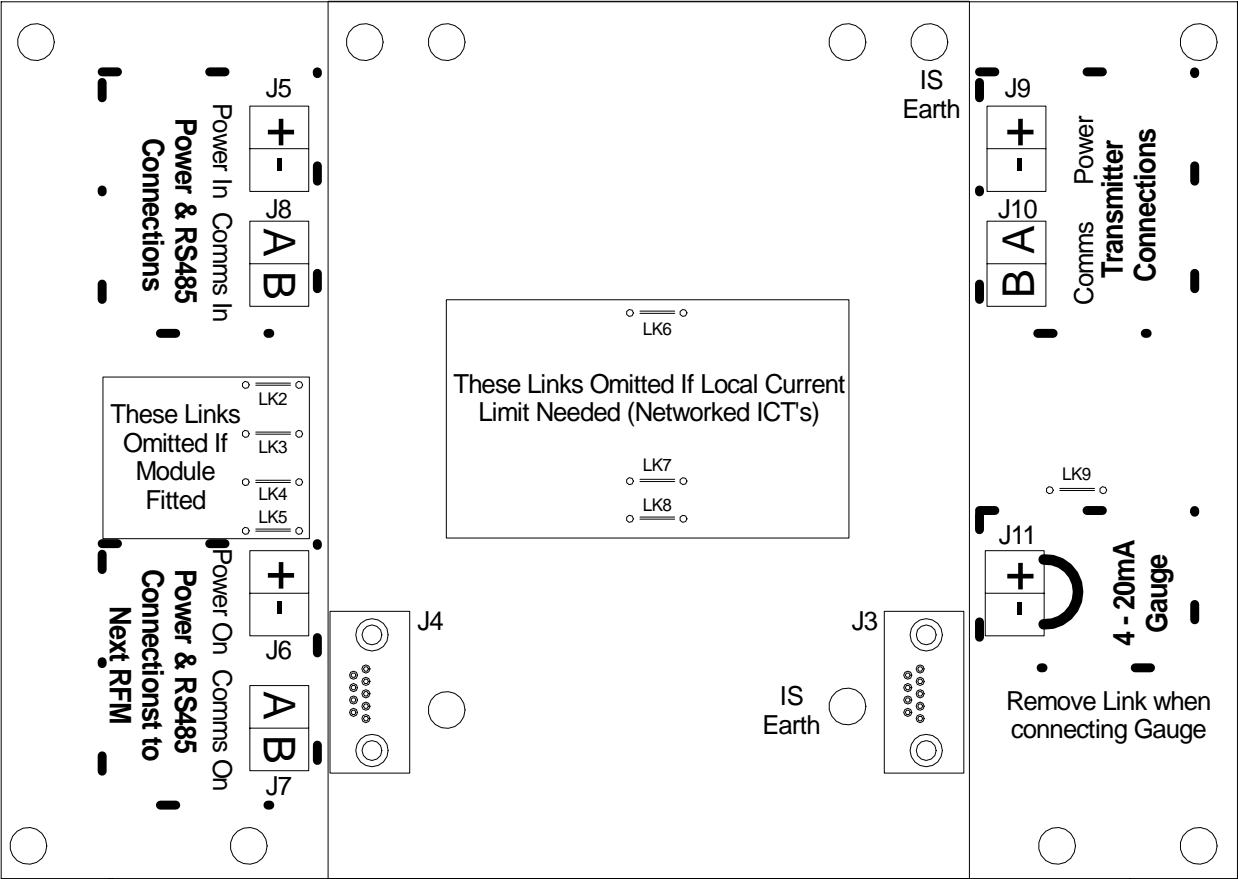 J5
+
-
Power In
Power & RS485
Connections
J8
A
B
Comms In
These Links
Omitted If
Module
Fitted
LK2
LK3
LK4
LK5
+
-
J6
Power On
Power & RS485
Connectionst to
Next RFM
A
B
J7
Comms On
J4
IS
Earth
LK6
These Links Omitted If Local Current
Limit Needed (Networked ICT's)
LK7
LK8
J3
IS
Earth
J9
+
-
Power
Transmitter
Connections
J10
A
B
Comms
LK9
J11
+
-
4 - 20mA
Gauge
Remove Link when
connecting Gauge